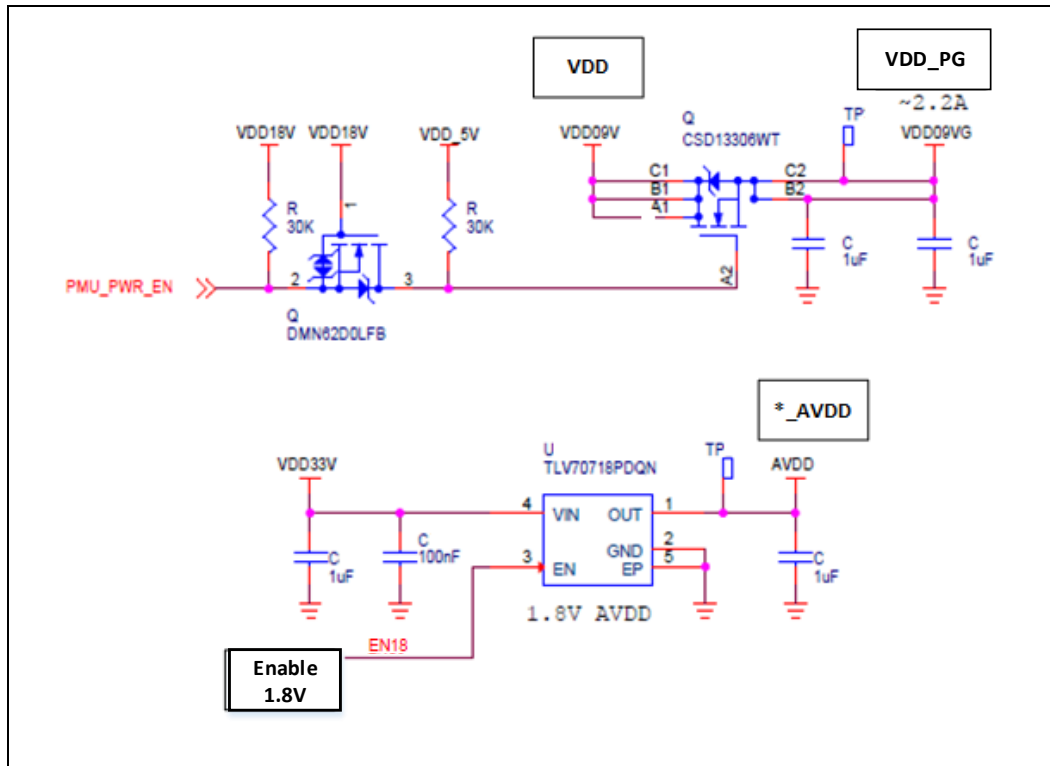 VDD
VDD_PG
~2.2A
VDD18V
VDD18V
VDD_5V
VDD09V
Q
CSD13306WT
TP
VDD09VG
C1
B1
A1
C2
B2
A2
R
30K
1
R
30K
C
1uF
C
1uF
PMU_PWR_EN
2
3
Q
DMN62D0LFB
*_AVDD
VDD33V
U
TLV70718PDQN
TP
AVDD
4
VIN
OUT
1
C
1uF
C
100nF
3
EN
GND
2
EP
5
C
1uF
1.8V AVDD
EN18
Enable
1.8V